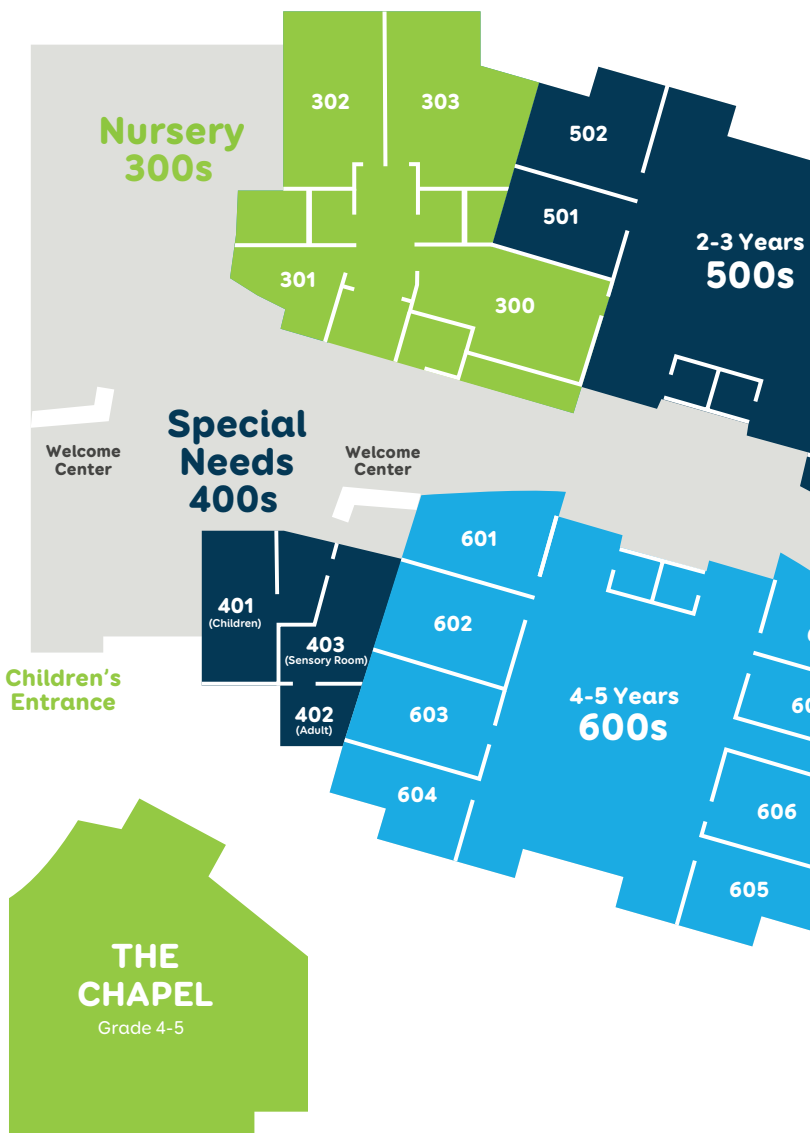 302
303
Nursery
300s
502
501
2-3 Years
500s
301
300
Special
Needs
400s
Welcome
Center
Welcome
Center
601
401
(Children)
602
403
(Sensory Room)
Children's
Entrance
402
(Adult)
603
4-5 Years
600s
604
606
605
THE
CHAPEL
Grade 4-5